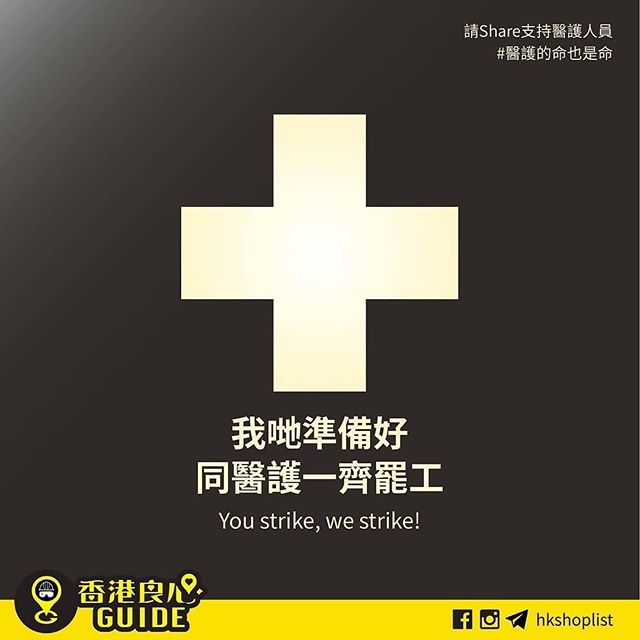 請Share支持醫護人員
#醫護的命也是命
我哋準備好
同醫護一齊罷工
You strike, we strike!
香港良心
GUIDE
hkshoplist